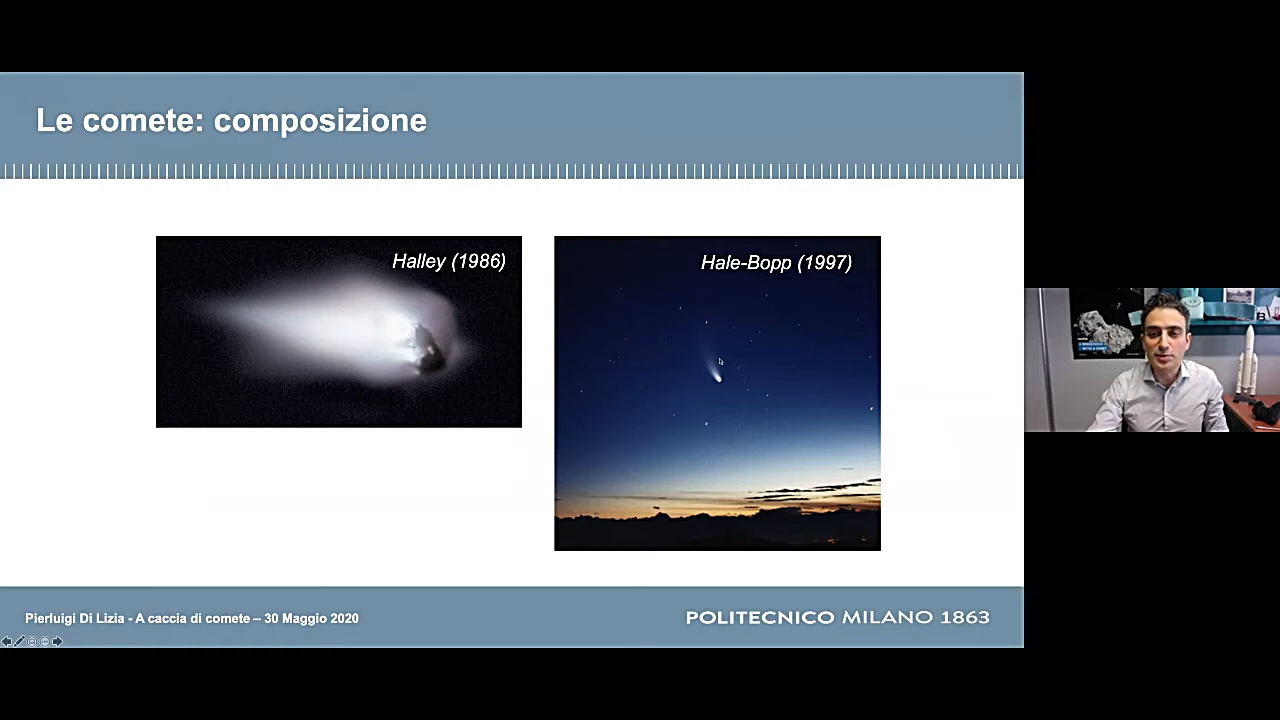 Le comete: composizione
Halley (1986)
Hale-Bopp (1997)
Pierluigi Di Lizia - A caccia di comete – 30 Maggio 2020
POLITECNICO MILANO 1863